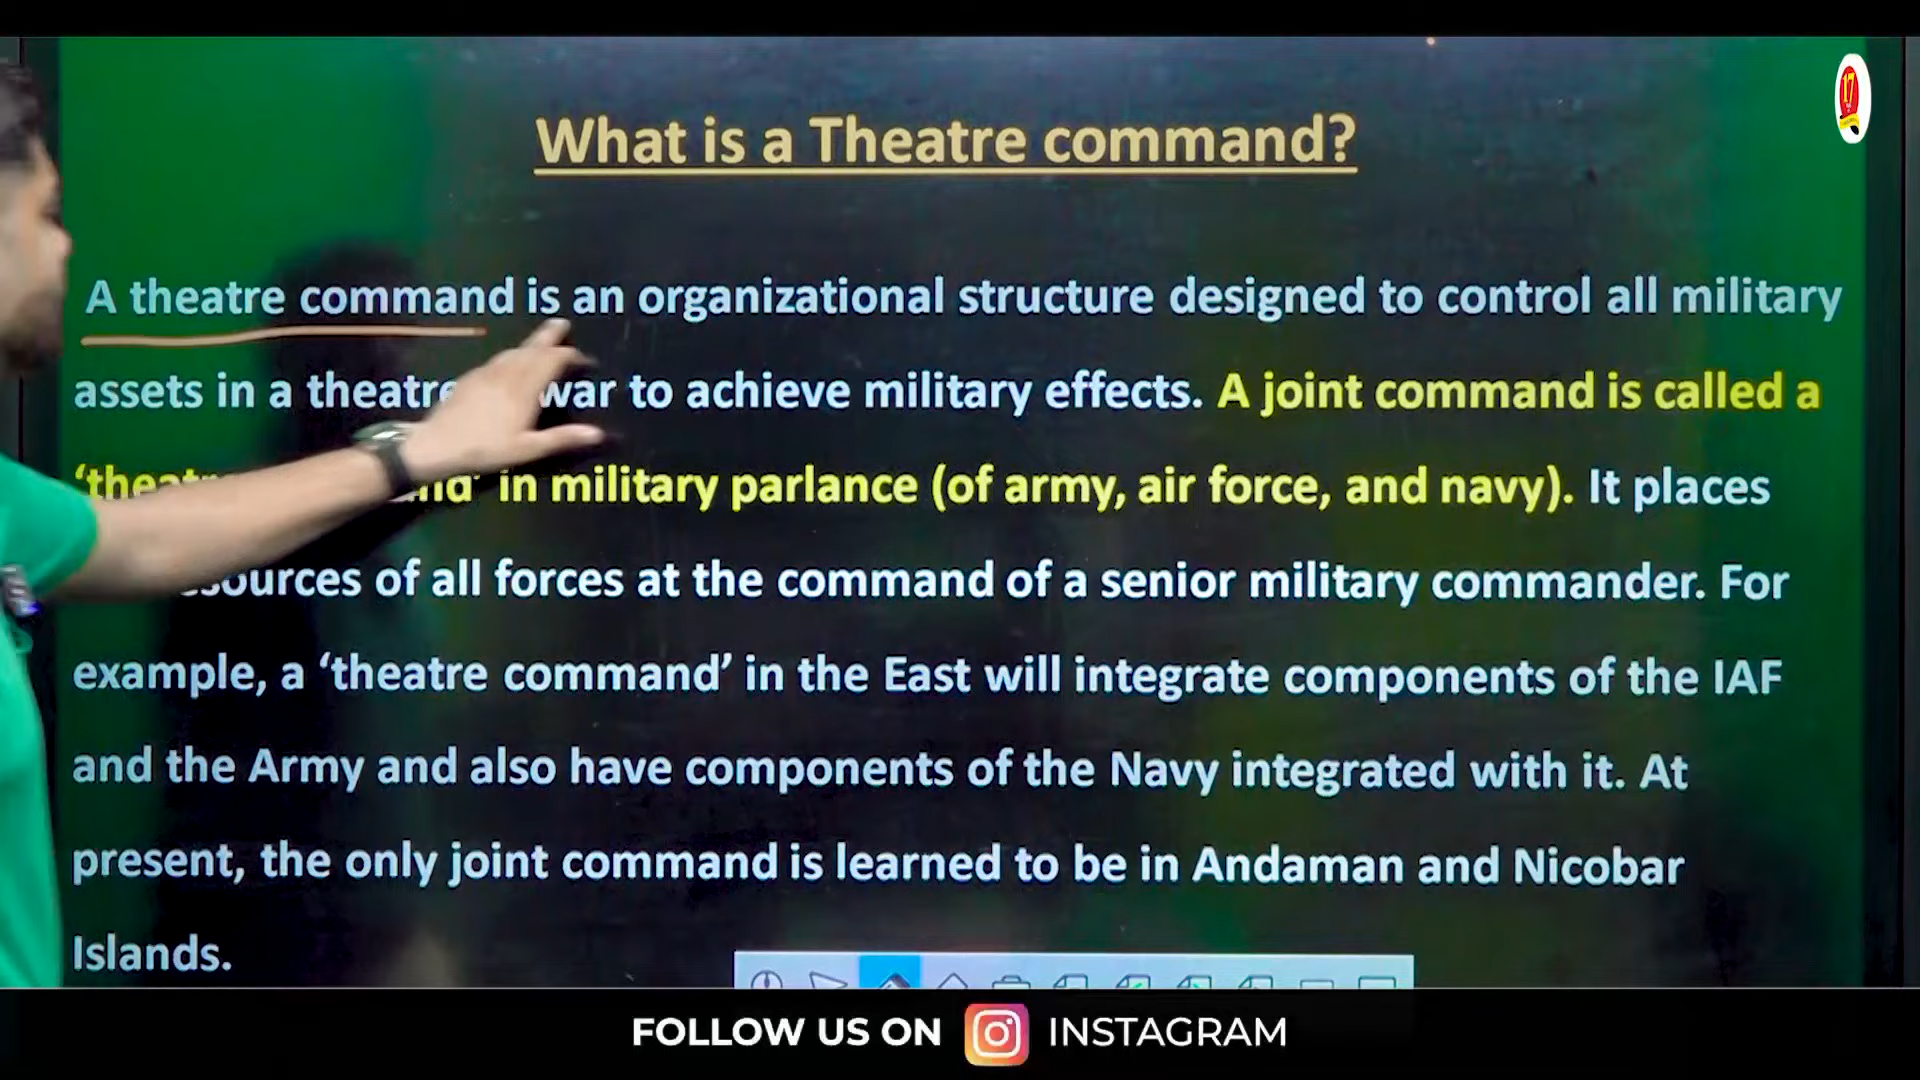 17
What is a Theatre command?
A theatre command is an organizational structure designed to control all military
assets in a theatre war to achieve military effects. A joint command is called a
in military parlance (of army, air force, and navy). It places
of all forces at the command of a senior military commander. For
example, a ‘theatre command’ in the East will integrate components of the IAF
and the Army and also have components of the Navy integrated with it. At
present, the only joint command is learned to be in Andaman and Nicobar
Islands.
FOLLOW US ON INSTAGRAM